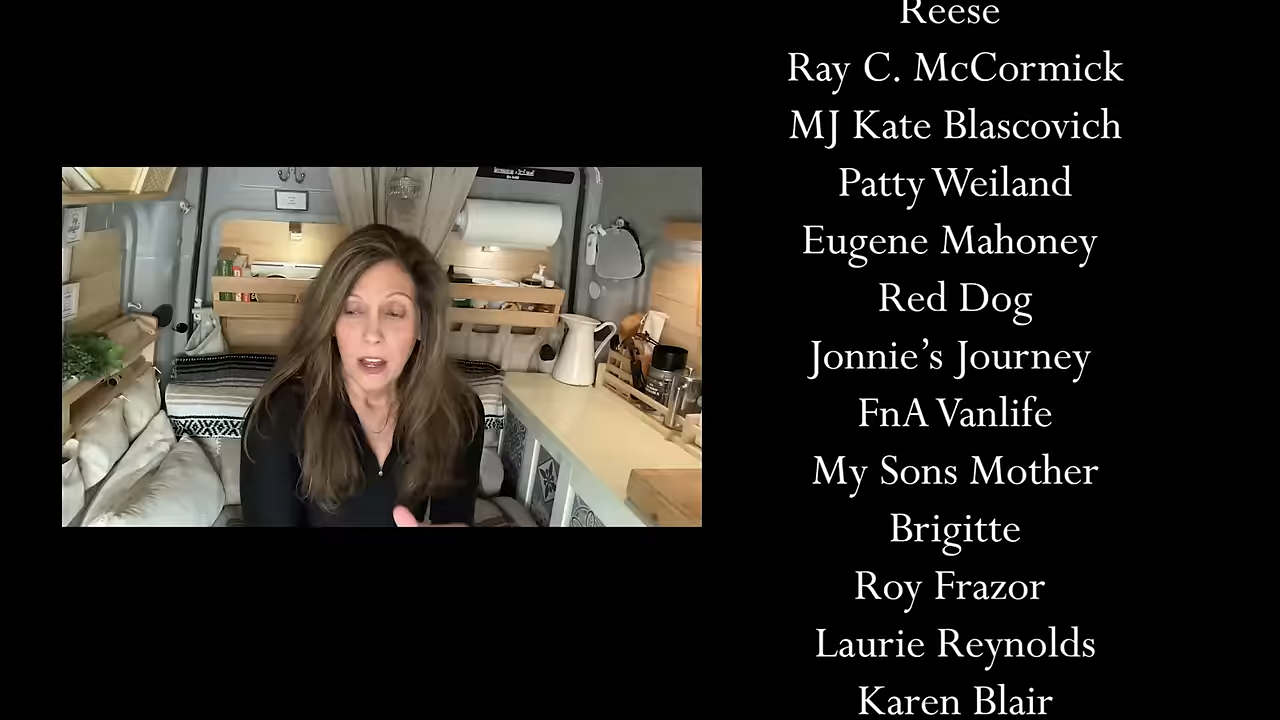 Reese
Ray C. McCormick
MJ Kate Blascovich
Patty Weiland
Eugene Mahoney
Red Dog
Jonnie’s Journey
FnA Vanlife
My Sons Mother
Brigitte
Roy Frazor
Laurie Reynolds
Karen Blair